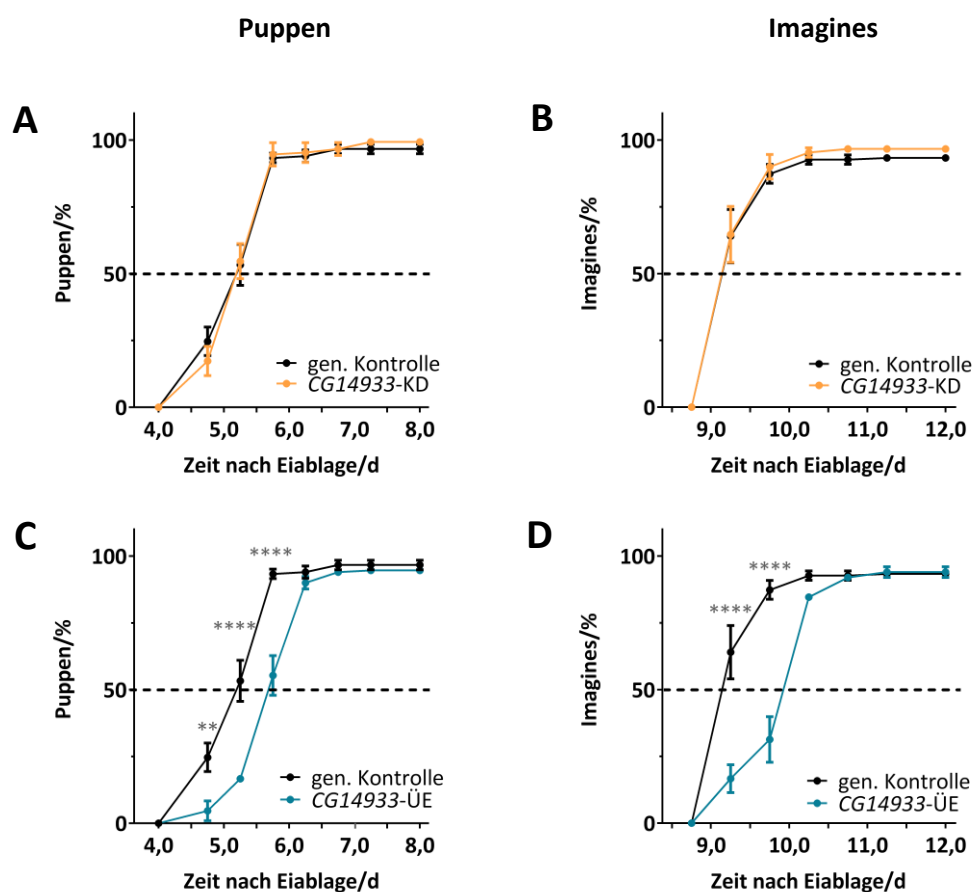 Puppen
Imagines
A
100
50
0
Puppen/%
gen. Kontrolle
CG14933-KD
4,0 5,0 6,0 7,0 8,0
Zeit nach Eiablage/d
B
100
50
0
Imagines/%
gen. Kontrolle
CG14933-KD
9,0 10,0 11,0 12,0
Zeit nach Eiablage/d
C
100
50
0
Puppen/%
****
****
**
gen. Kontrolle
CG14933-ÜE
4,0 5,0 6,0 7,0 8,0
Zeit nach Eiablage/d
D
100
50
0
Imagines/%
****
****
gen. Kontrolle
CG14933-ÜE
9,0 10,0 11,0 12,0
Zeit nach Eiablage/d